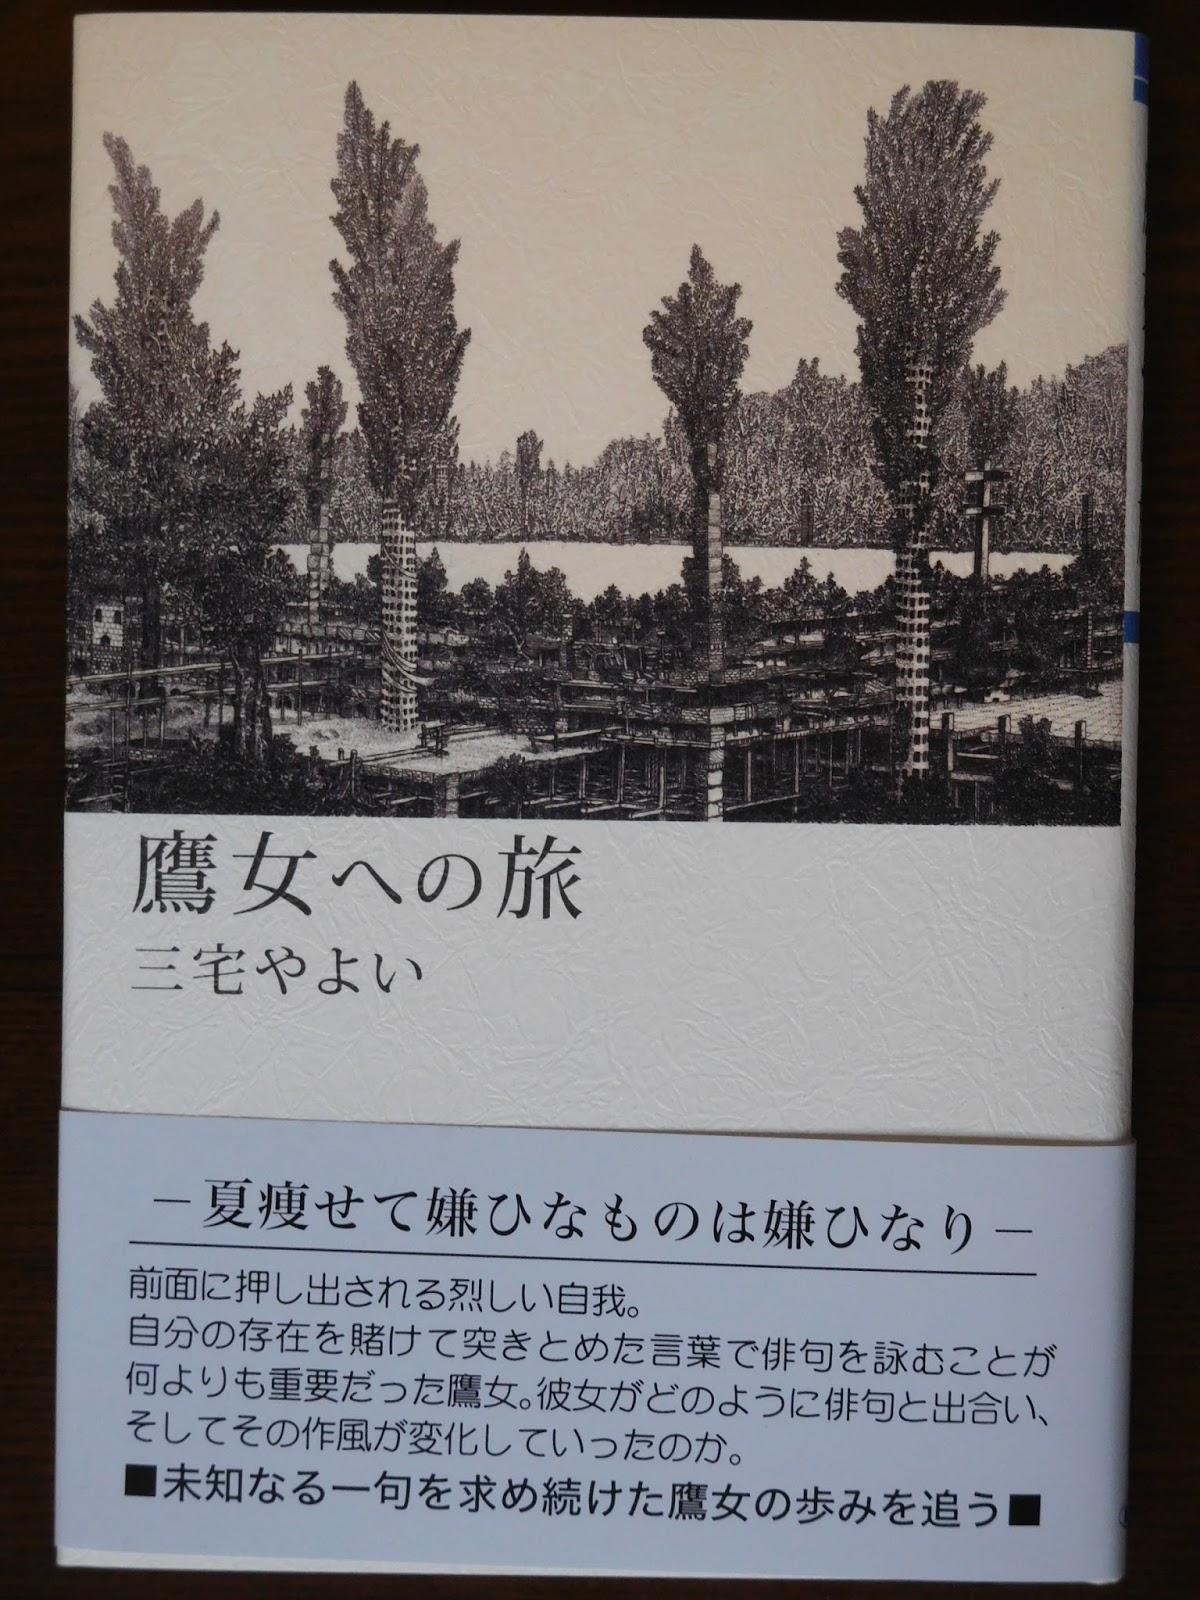 鷹女への旅
三宅やよい
－夏痩せて嫌ひなものは嫌ひなり－
前面に押し出される烈しい自我。
自分の存在を賭けて突きとめた言葉で俳句を詠むことが
何よりも重要だった鷹女。彼女がどのように俳句と出合い、
そしてその作風が変化していったのか。
■未知なる一句を求め続けた鷹女の歩みを追う■